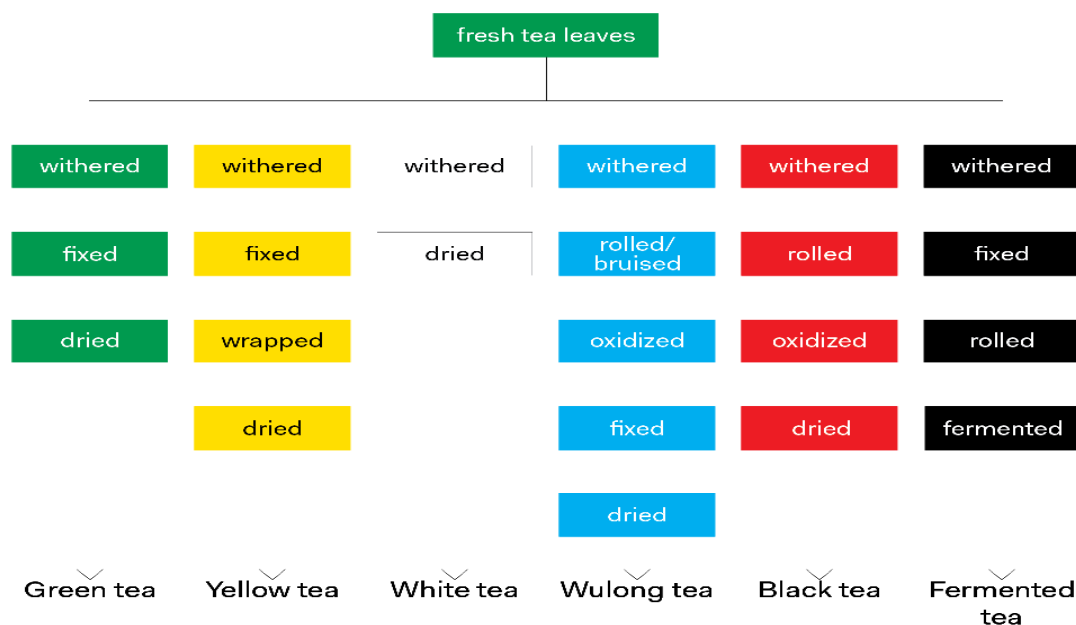 fresh tea leaves
withered
withered
withered
withered
withered
withered
fixed
fixed
dried
rolled/
bruised
rolled
fixed
dried
wrapped
oxidized
oxidized
rolled
dried
fixed
dried
fermented
dried
Green tea
Yellow tea
White tea
Wulong tea
Black tea
Fermented
tea